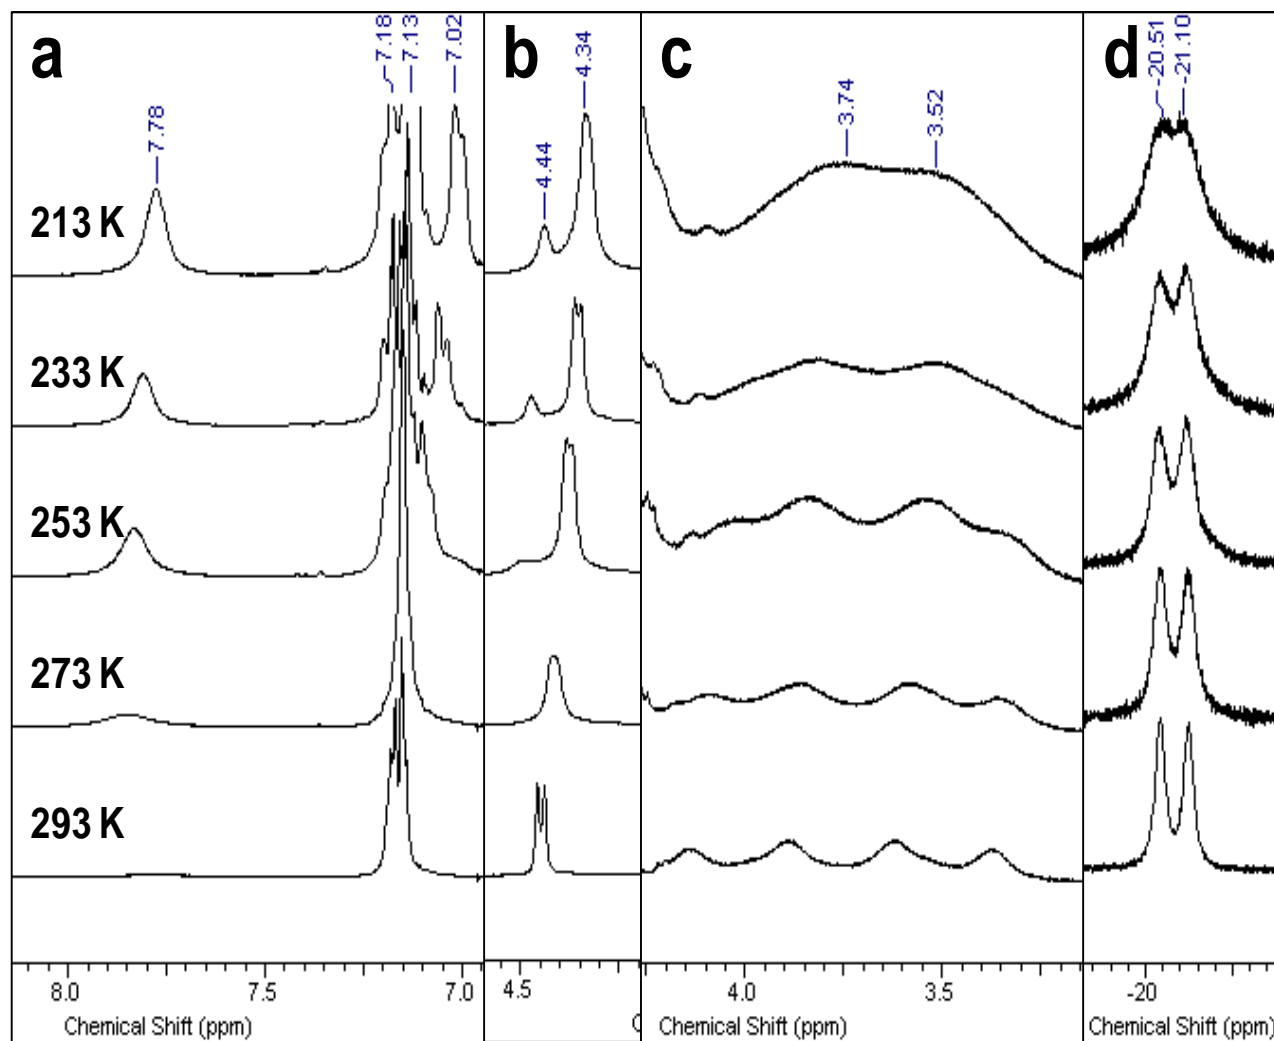 a
b
c
d
7.78
7.18
7.13
7.02
4.44
4.34
3.74
3.52
-20.51
-21.10
213 K
233 K
253 K
273 K
293 K
8.0
7.5
7.0
4.5
4.0
3.5
-20
Chemical Shift (ppm)
C
Chemical Shift (ppm)
Chemical Shift (ppm)